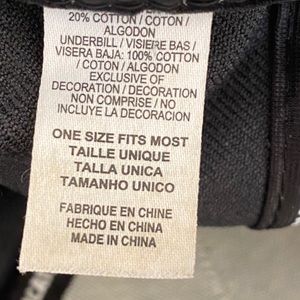 20% COTTON / COTON /
ALGODON
UNDERBILL / VISIERE BAS /
VISERA BAJA: 100% COTTON
/ COTON / ALGODON
EXCLUSIVE OF
DECORATION / DECORATION
NON COMPRISE / NO
INCLUYE LA DECORACION
ONE SIZE FITS MOST
TAILLE UNIQUE
TALLA UNICA
TAMANHO UNICO
FABRIQUE EN CHINE
HECHO EN CHINA
MADE IN CHINA